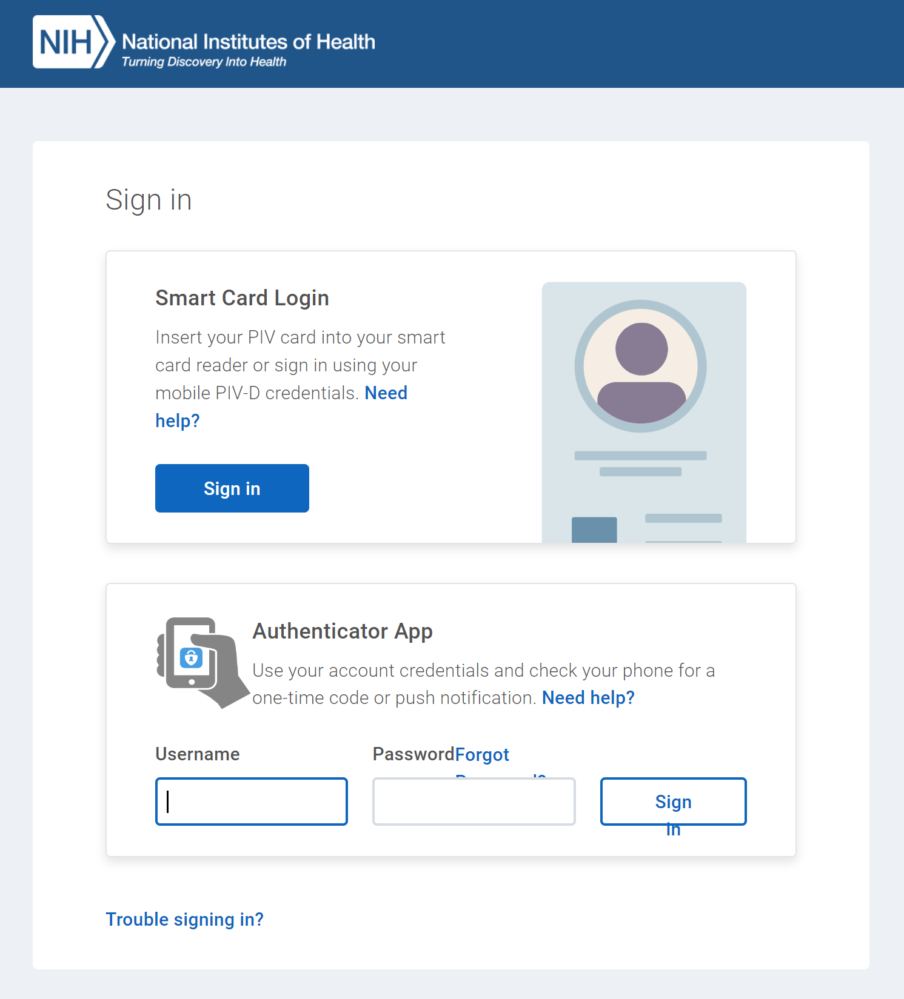 NIH National Institutes of Health
Turning Discovery Into Health
Sign in
Smart Card Login
Insert your PIV card into your smart
card reader or sign in using your
mobile PIV-D credentials. Need
help?
Sign in
Authenticator App
Use your account credentials and check your phone for a
one-time code or push notification. Need help?
Username
Password
Forgot
Sign
In
Trouble signing in?